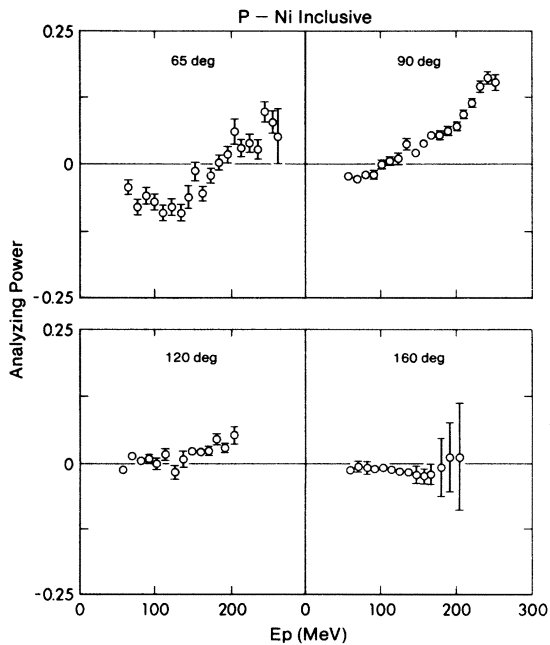 P – Ni Inclusive
0.25
65 deg
90 deg
0
-0.25
Analyzing Power
0.25
120 deg
160 deg
0
-0.25
0 100 200 0 100 200 300
Ep (MeV)